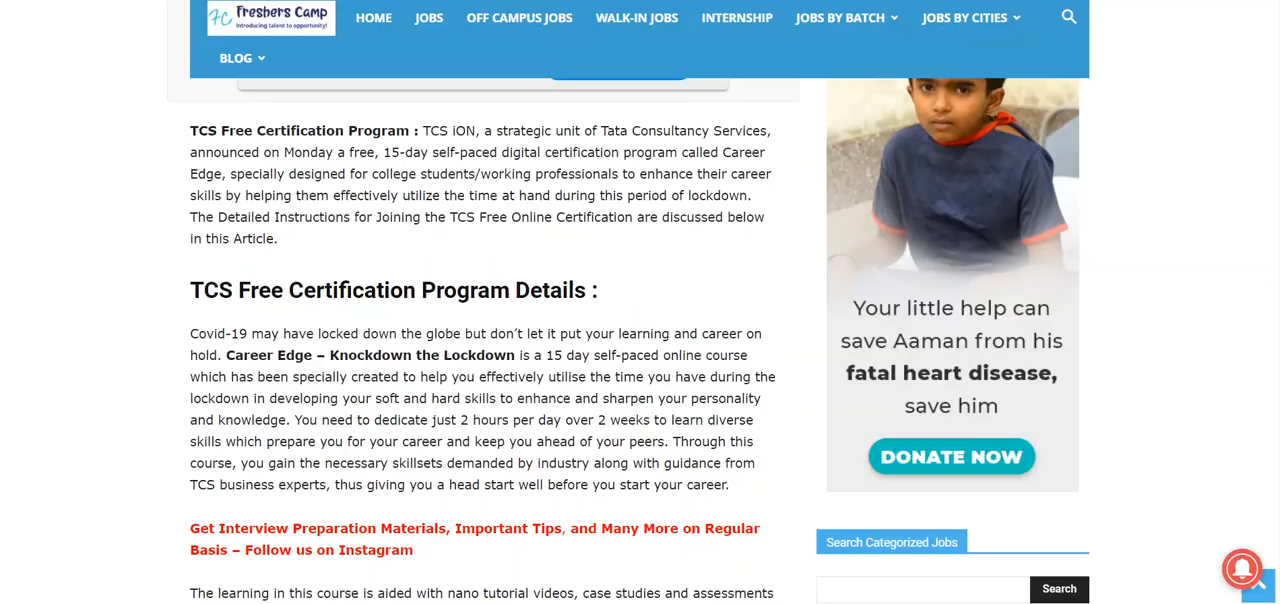 Freshers Camp
Introducing talent to opportunity!
HOME
JOBS
OFF CAMPUS JOBS
WALK-IN JOBS
INTERNSHIP
JOBS BY BATCH
JOBS BY CITIES
BLOG
TCS Free Certification Program : TCS iON, a strategic unit of Tata Consultancy Services,
announced on Monday a free, 15-day self-paced digital certification program called Career
Edge, specially designed for college students/working professionals to enhance their career
skills by helping them effectively utilize the time at hand during this period of lockdown.
The Detailed Instructions for Joining the TCS Free Online Certification are discussed below
in this Article.
TCS Free Certification Program Details :
Covid-19 may have locked down the globe but don’t let it put your learning and career on
hold. Career Edge – Knockdown the Lockdown is a 15 day self-paced online course
which has been specially created to help you effectively utilise the time you have during the
lockdown in developing your soft and hard skills to enhance and sharpen your personality
and knowledge. You need to dedicate just 2 hours per day over 2 weeks to learn diverse
skills which prepare you for your career and keep you ahead of your peers. Through this
course, you gain the necessary skillsets demanded by industry along with guidance from
TCS business experts, thus giving you a head start well before you start your career.
Get Interview Preparation Materials, Important Tips, and Many More on Regular
Basis – Follow us on Instagram
The learning in this course is aided with nano tutorial videos, case studies and assessments
Your little help can
save Aaman from his
fatal heart disease,
save him
DONATE NOW
Search Categorized Jobs
Search